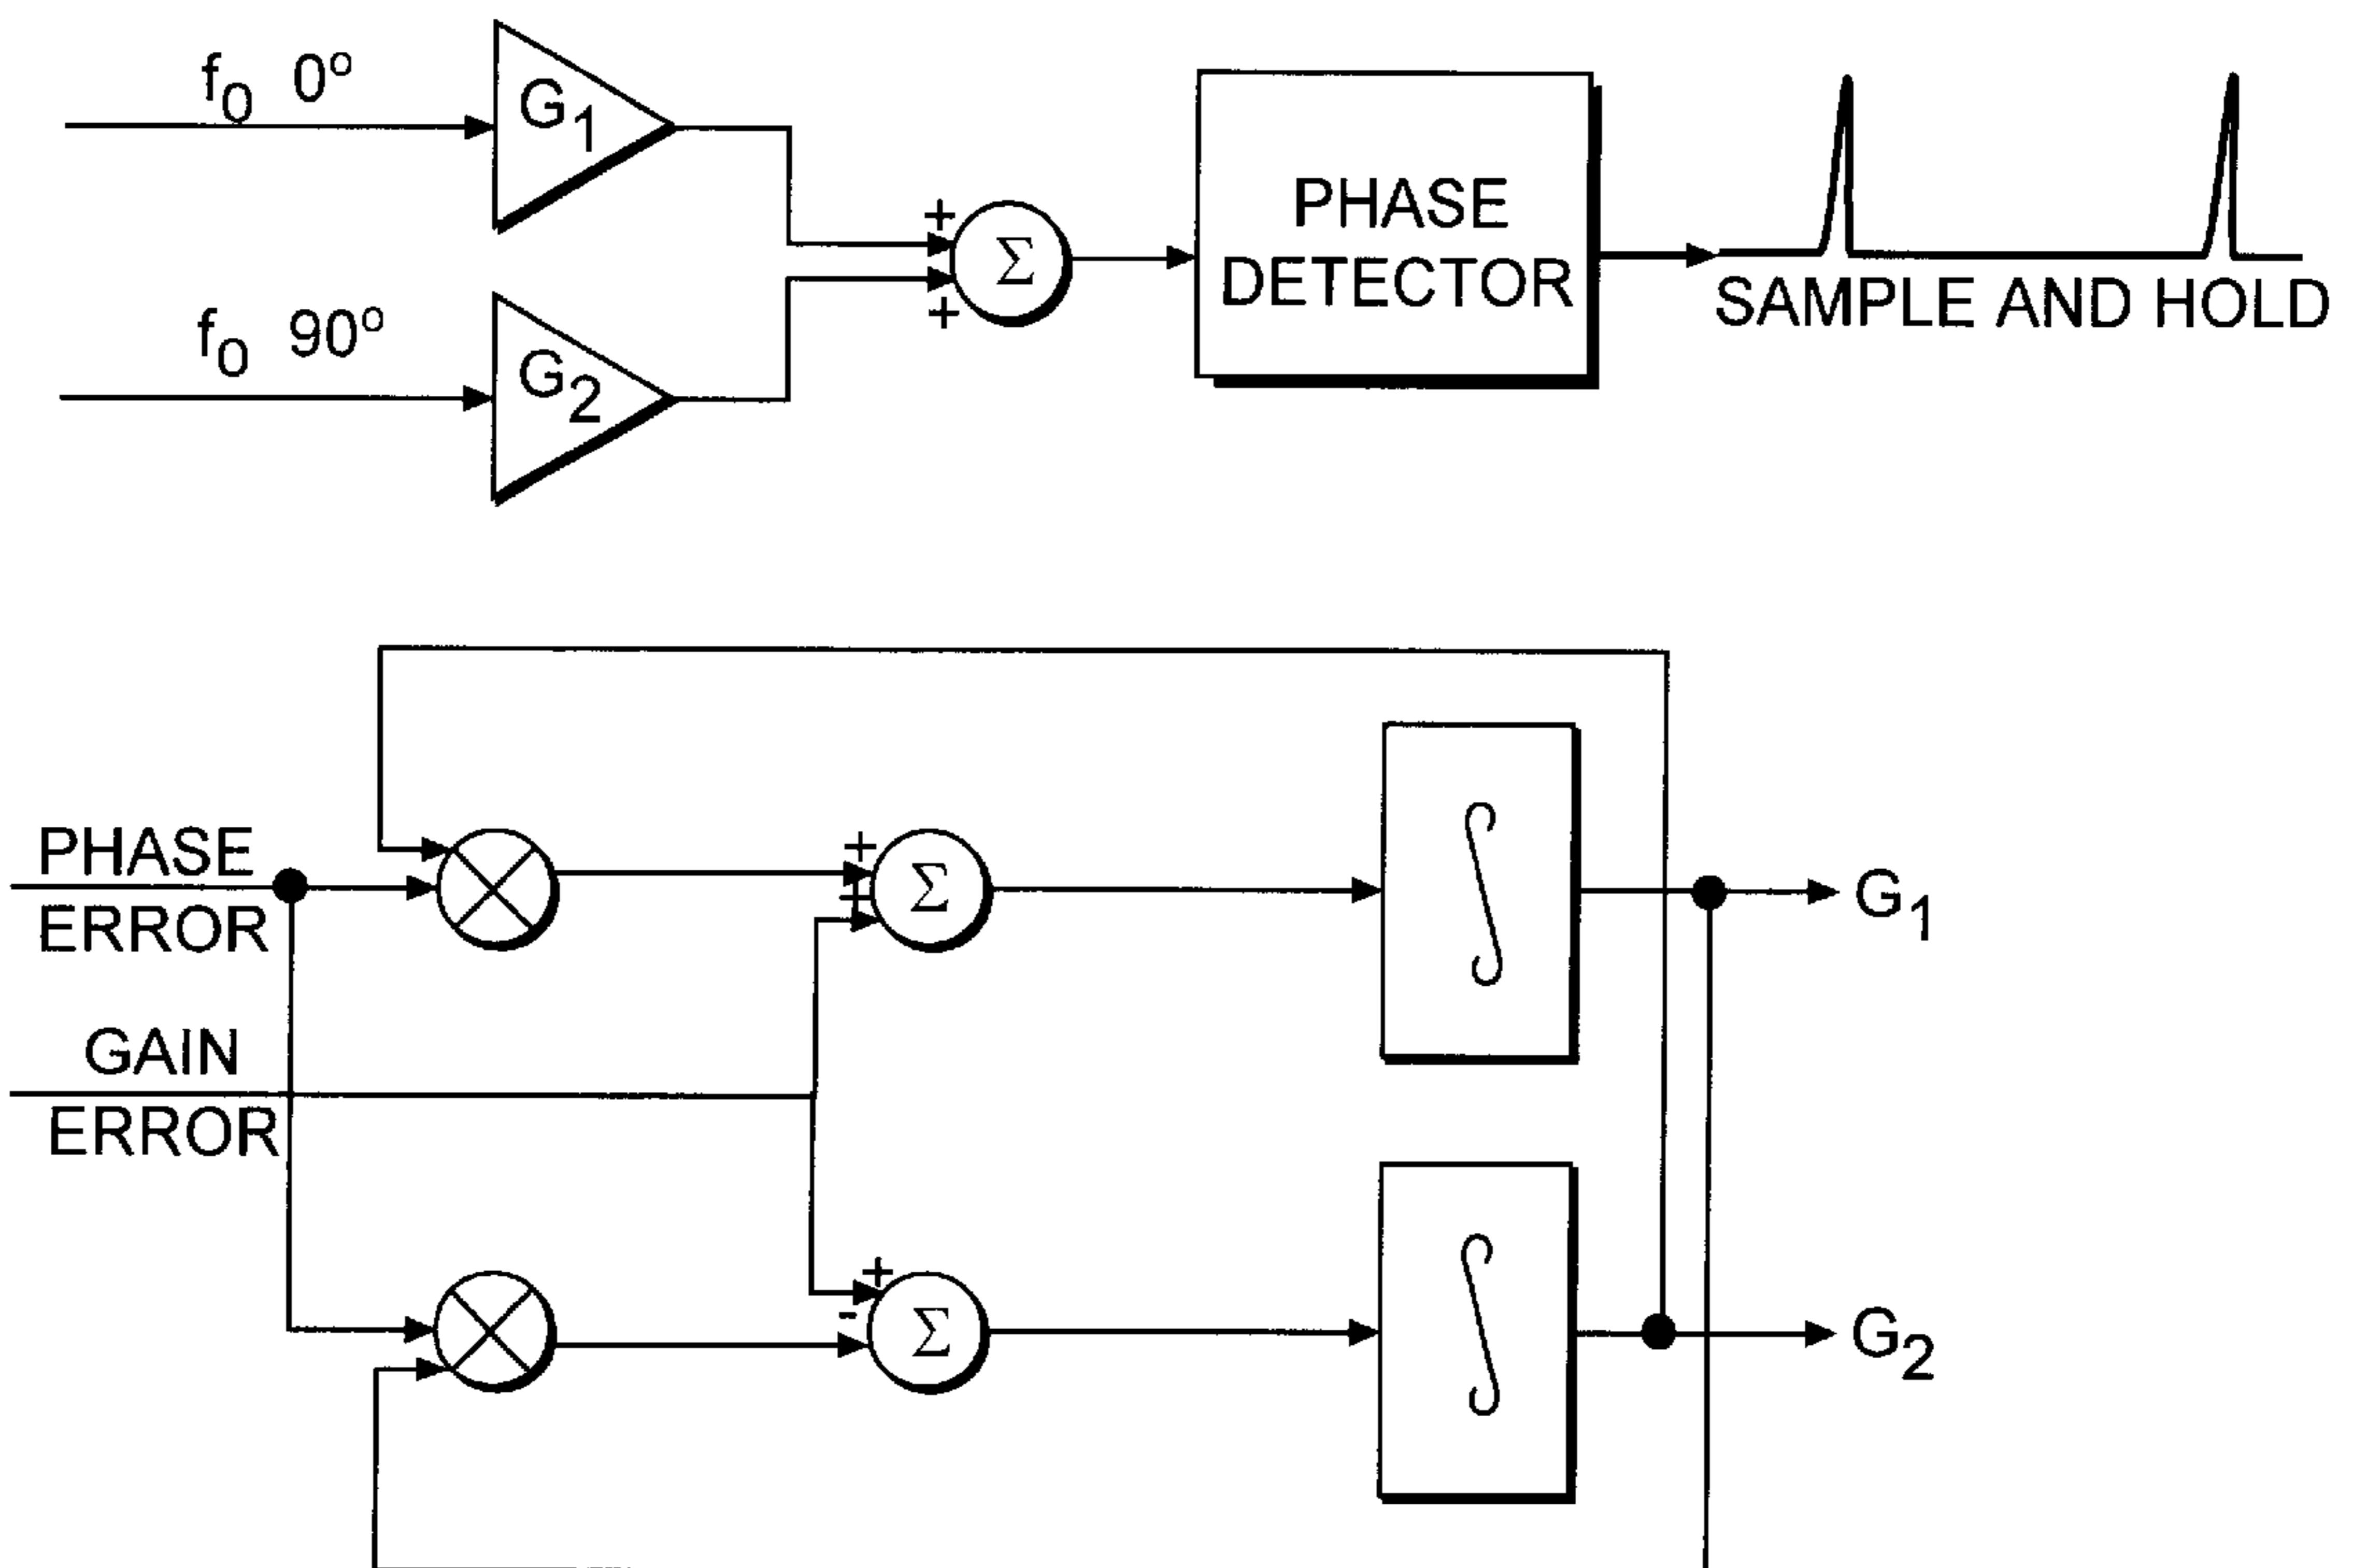 f₀ 0°
G₁
f₀ 90°
G₂
+
+
Σ
PHASE
DETECTOR
SAMPLE AND HOLD
PHASE
ERROR
+
+
Σ
∫
G₁
GAIN
ERROR
+
-
Σ
∫
G₂